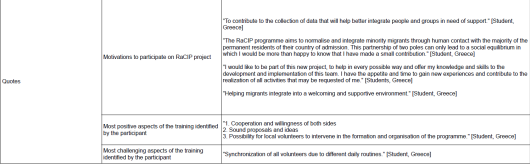 "To contribute to the collection of data that will help better integrate people and groups in need of support." [Student,
Greece]
"The RaCIP programme aims to normalise and integrate minority migrants through human contact with the majority of the
permanent residents of their country of admission. This partnership of two poles can only lead to a social equilibrium in
which I would be more than happy to know that I have made a small contribution." [Student, Greece]
Motivations to participate on RaCIP project
"I would like to be part of this new project, to help in every possible way and offer my knowledge and skills to the
development and implementation of this team. I have the appetite and time to gain new experiences and contribute to the
realization of all activities that may be requested of me." [Students, Greece]
Quotes
"Helping migrants integrate into a welcoming and supportive environment." [Student, Greece]
Most positive aspects of the training identified
by the participant
"1. Cooperation and willingness of both sides
2. Sound proposals and ideas
3. Possibility for local volunteers to intervene in the formation and organisation of the programme." [Student, Greece]
Most challenging aspects of the training
identified by the participant
"Synchronization of all volunteers due to different daily routines." [Student, Greece]